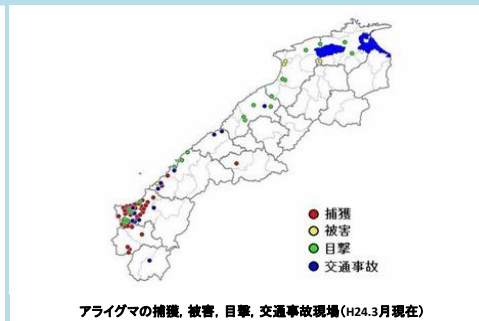 捕獲
被害
目撃
交通事故
アライグマの捕獲, 被害, 目撃, 交通事故現場(H24.3月現在)